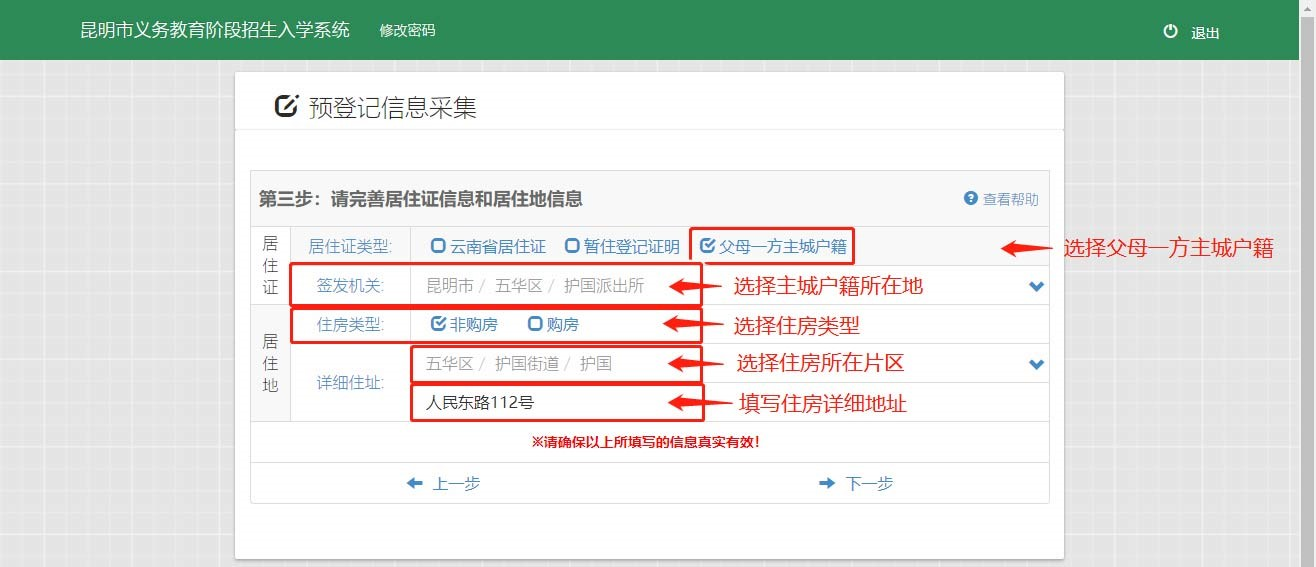 昆明市义务教育阶段招生入学系统 修改密码 退出
预登记信息采集
第三步：请完善居住证信息和居住地信息 查看帮助
居住证
居住证类型: 云南省居住证 暂住登记证明 父母一方主城户籍 选择父母一方主城户籍
签发机关: 昆明市 / 五华区 / 护国派出所 选择主城户籍所在地
居住地
住房类型: 非购房 购房 选择住房类型
详细住址: 五华区 / 护国街道 / 护国 选择住房所在片区
人民东路112号 填写住房详细地址
※请确保以上所填写的信息真实有效！
上一步 下一步